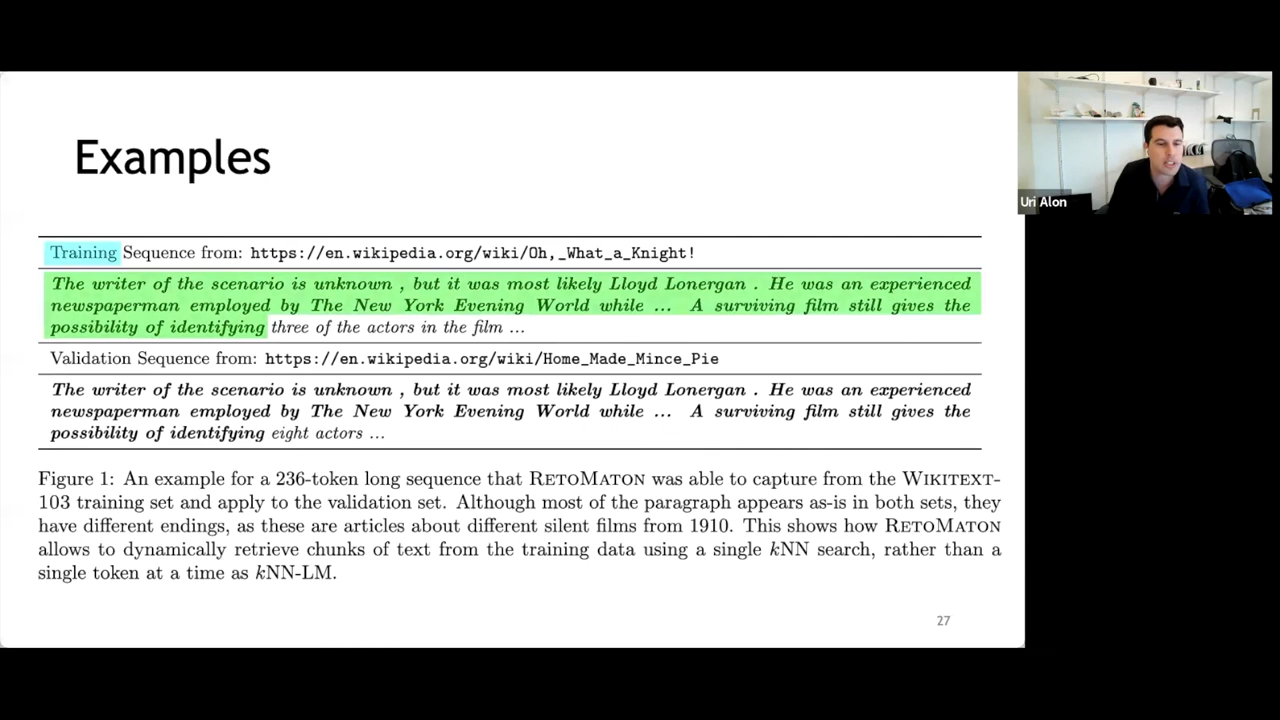 Examples
Uri Alon
Training Sequence from: https://en.wikipedia.org/wiki/Oh,_What_a_Knight!
The writer of the scenario is unknown , but it was most likely Lloyd Lonergan . He was an experienced
newspaperman employed by The New York Evening World while ... A surviving film still gives the
possibility of identifying three of the actors in the film ...
Validation Sequence from: https://en.wikipedia.org/wiki/Home_Made_Mince_Pie
The writer of the scenario is unknown , but it was most likely Lloyd Lonergan . He was an experienced
newspaperman employed by The New York Evening World while ... A surviving film still gives the
possibility of identifying eight actors ...
Figure 1: An example for a 236-token long sequence that RETOMATON was able to capture from the WIKITEXT-
103 training set and apply to the validation set. Although most of the paragraph appears as-is in both sets, they
have different endings, as these are articles about different silent films from 1910. This shows how RETOMATON
allows to dynamically retrieve chunks of text from the training data using a single kNN search, rather than a
single token at a time as kNN-LM.
27